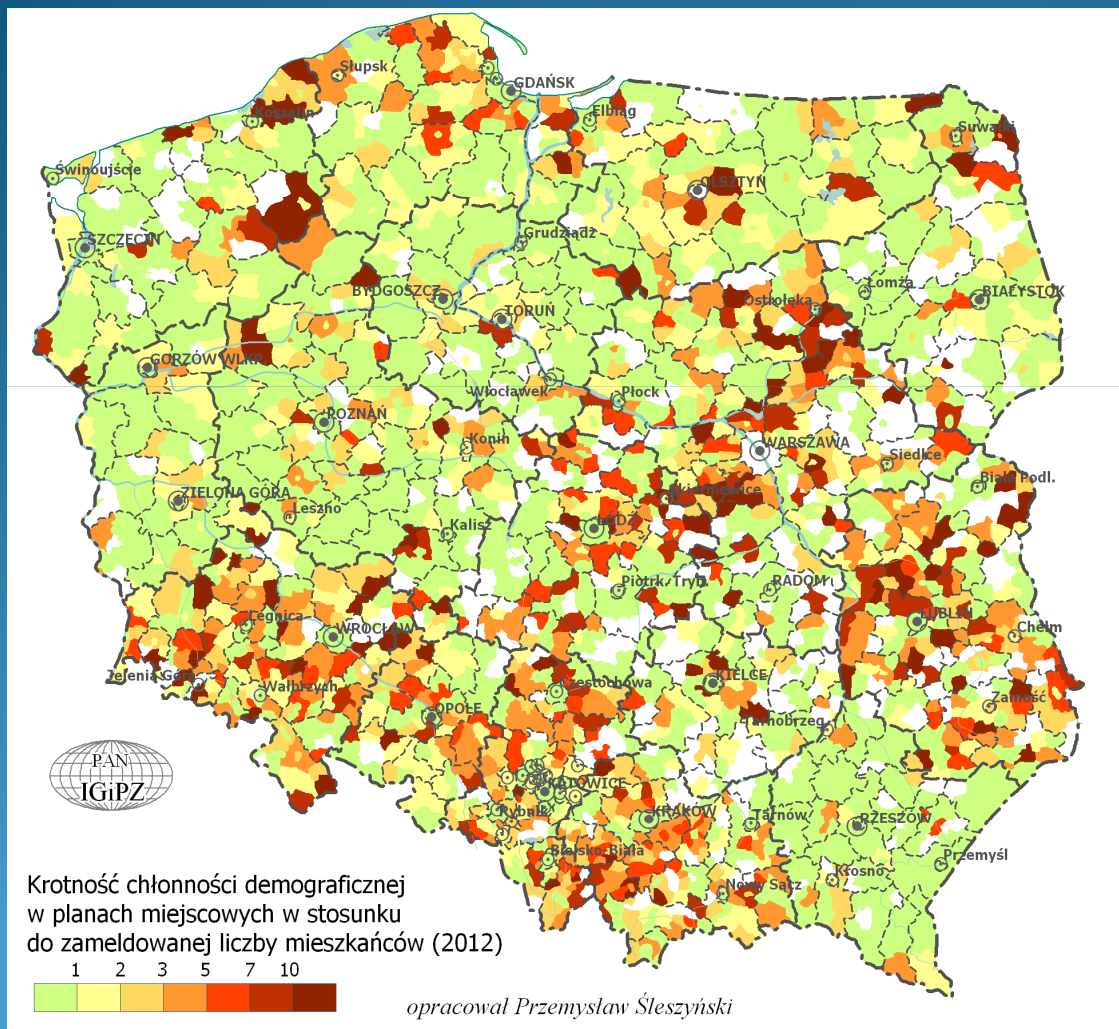 Słupsk
GDAŃSK
Koszalin
Elbląg
Suwałki
Świnoujście
OLSZTYN
SZCZECIN
Grudziądz
Łomża
BYDGOSZCZ
Ostrołęka
BIAŁYSTOK
TORUŃ
GORZÓW WLKP.
Włocławek
Płock
POZNAŃ
Konin
WARSZAWA
Siedlce
Biała Podl.
ZIELONA GÓRA
Skierniewice
Leszno
Kalisz
ŁÓDŹ
Piotrk. Tryb.
RADOM
Legnica
WROCŁAW
LUBLIN
Chełm
Jelenia Góra
Wałbrzych
Częstochowa
KIELCE
Zamość
OPOLE
Tarnobrzeg
PAN
IGiPZ
KATOWICE
Rybnik
KRAKÓW
Tarnów
RZESZÓW
Bielsko-Biała
Przemyśl
Nowy Sącz
Krosno
Krotność chłonności demograficznej
w planach miejscowych w stosunku
do zameldowanej liczby mieszkańców (2012)
1 2 3 5 7 10
opracował Przemysław Śleszyński